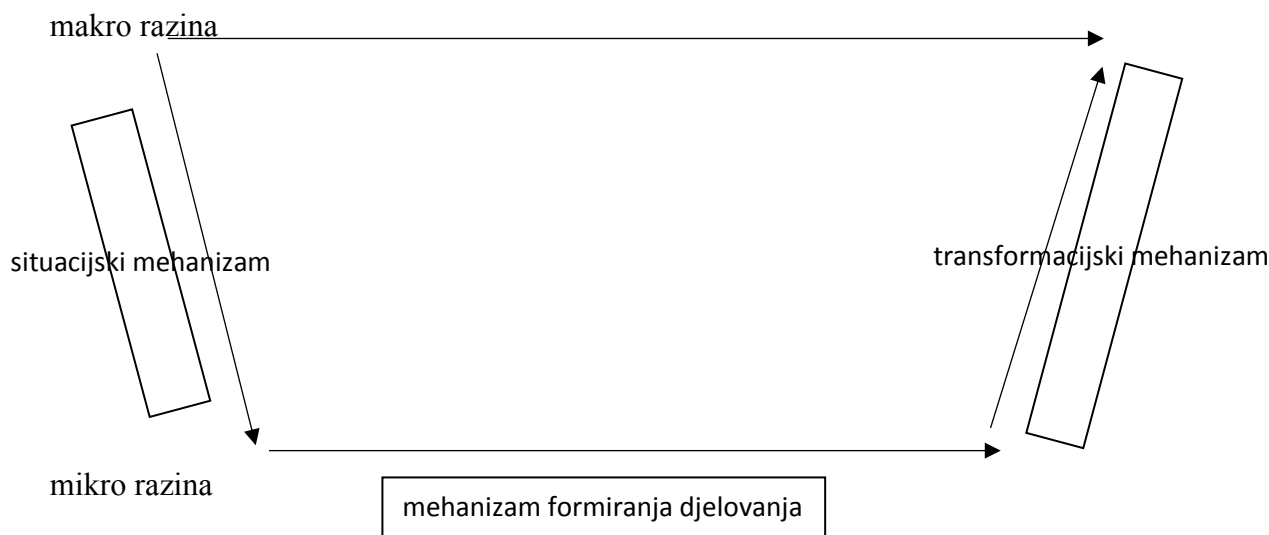 makro razina
situacijski mehanizam
transformacijski mehanizam
mikro razina
mehanizam formiranja djelovanja